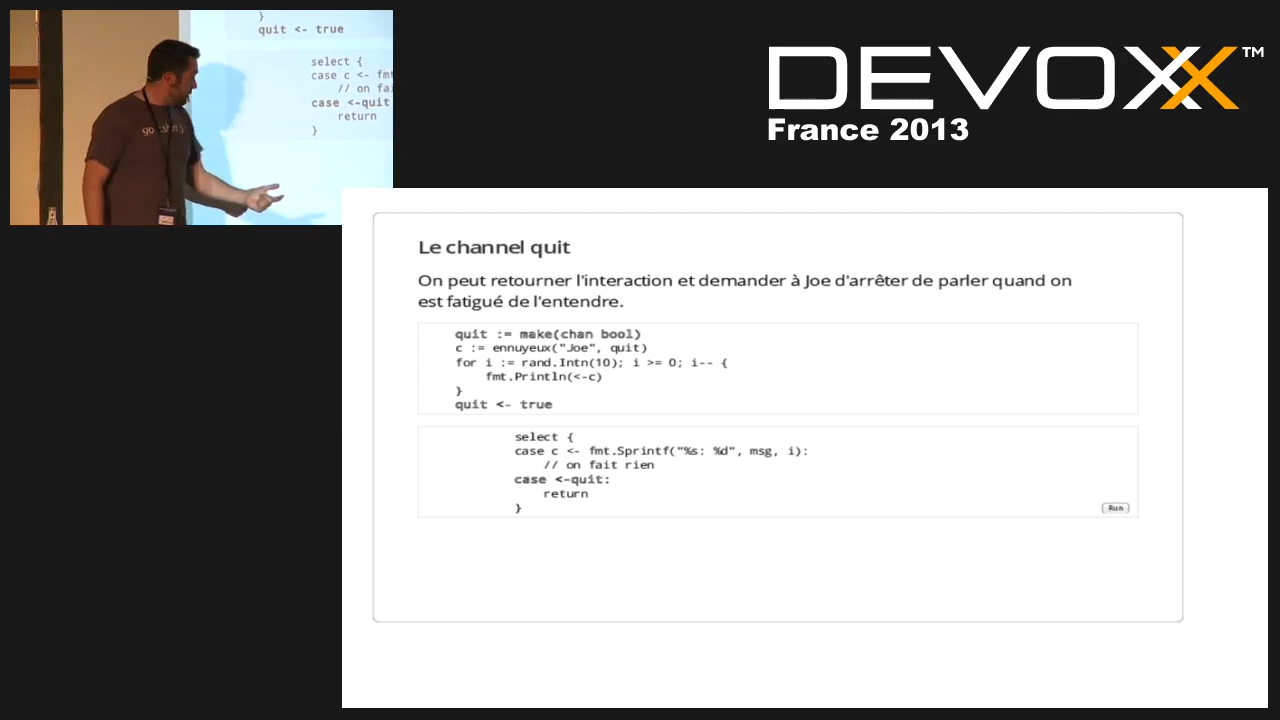 }
quit <- true
select {
case c <- fmt
// on fai
case <-quit
return
}
DEVOXX™
France 2013
Le channel quit
On peut retourner l'interaction et demander à Joe d'arrêter de parler quand on
est fatigué de l'entendre.
quit := make(chan bool)
c := ennuyeux("Joe", quit)
for i := rand.Intn(10); i >= 0; i-- {
fmt.Println(<-c)
}
quit <- true
select {
case c <- fmt.Sprintf("%s: %d", msg, i):
// on fait rien
case <-quit:
return
}
Run